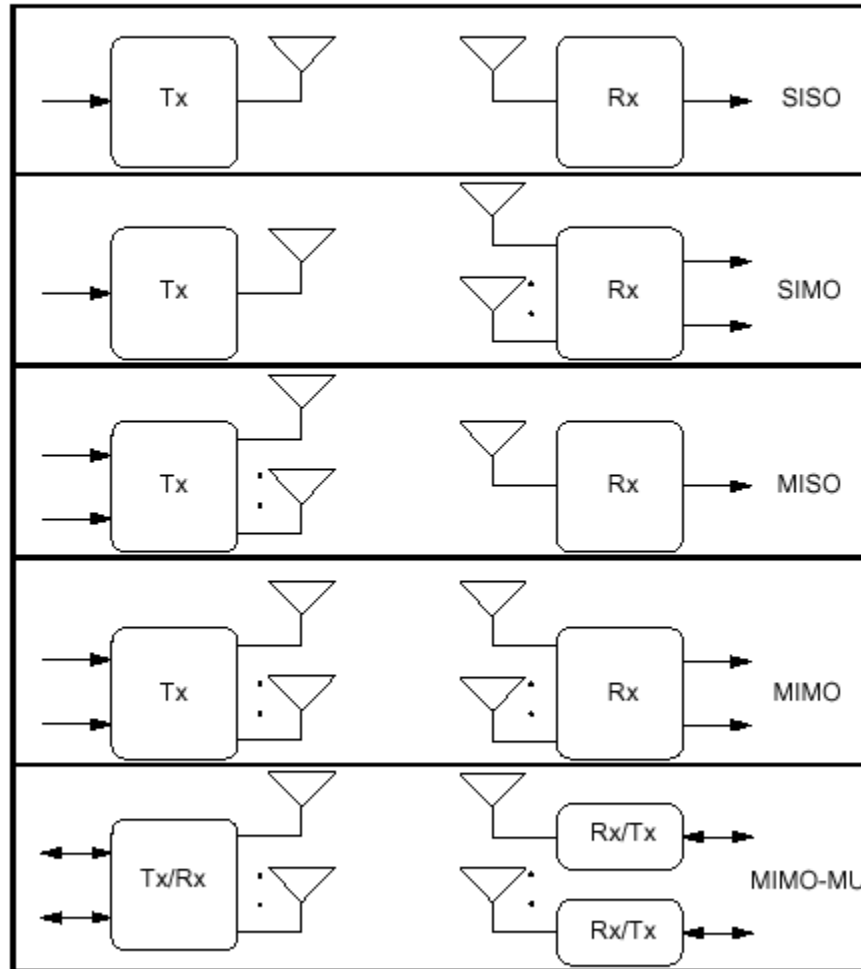 Tx Rx SISO
Tx Rx SIMO
Tx Rx MISO
Tx Rx MIMO
Rx/Tx
Tx/Rx MIMO-MU
Rx/Tx